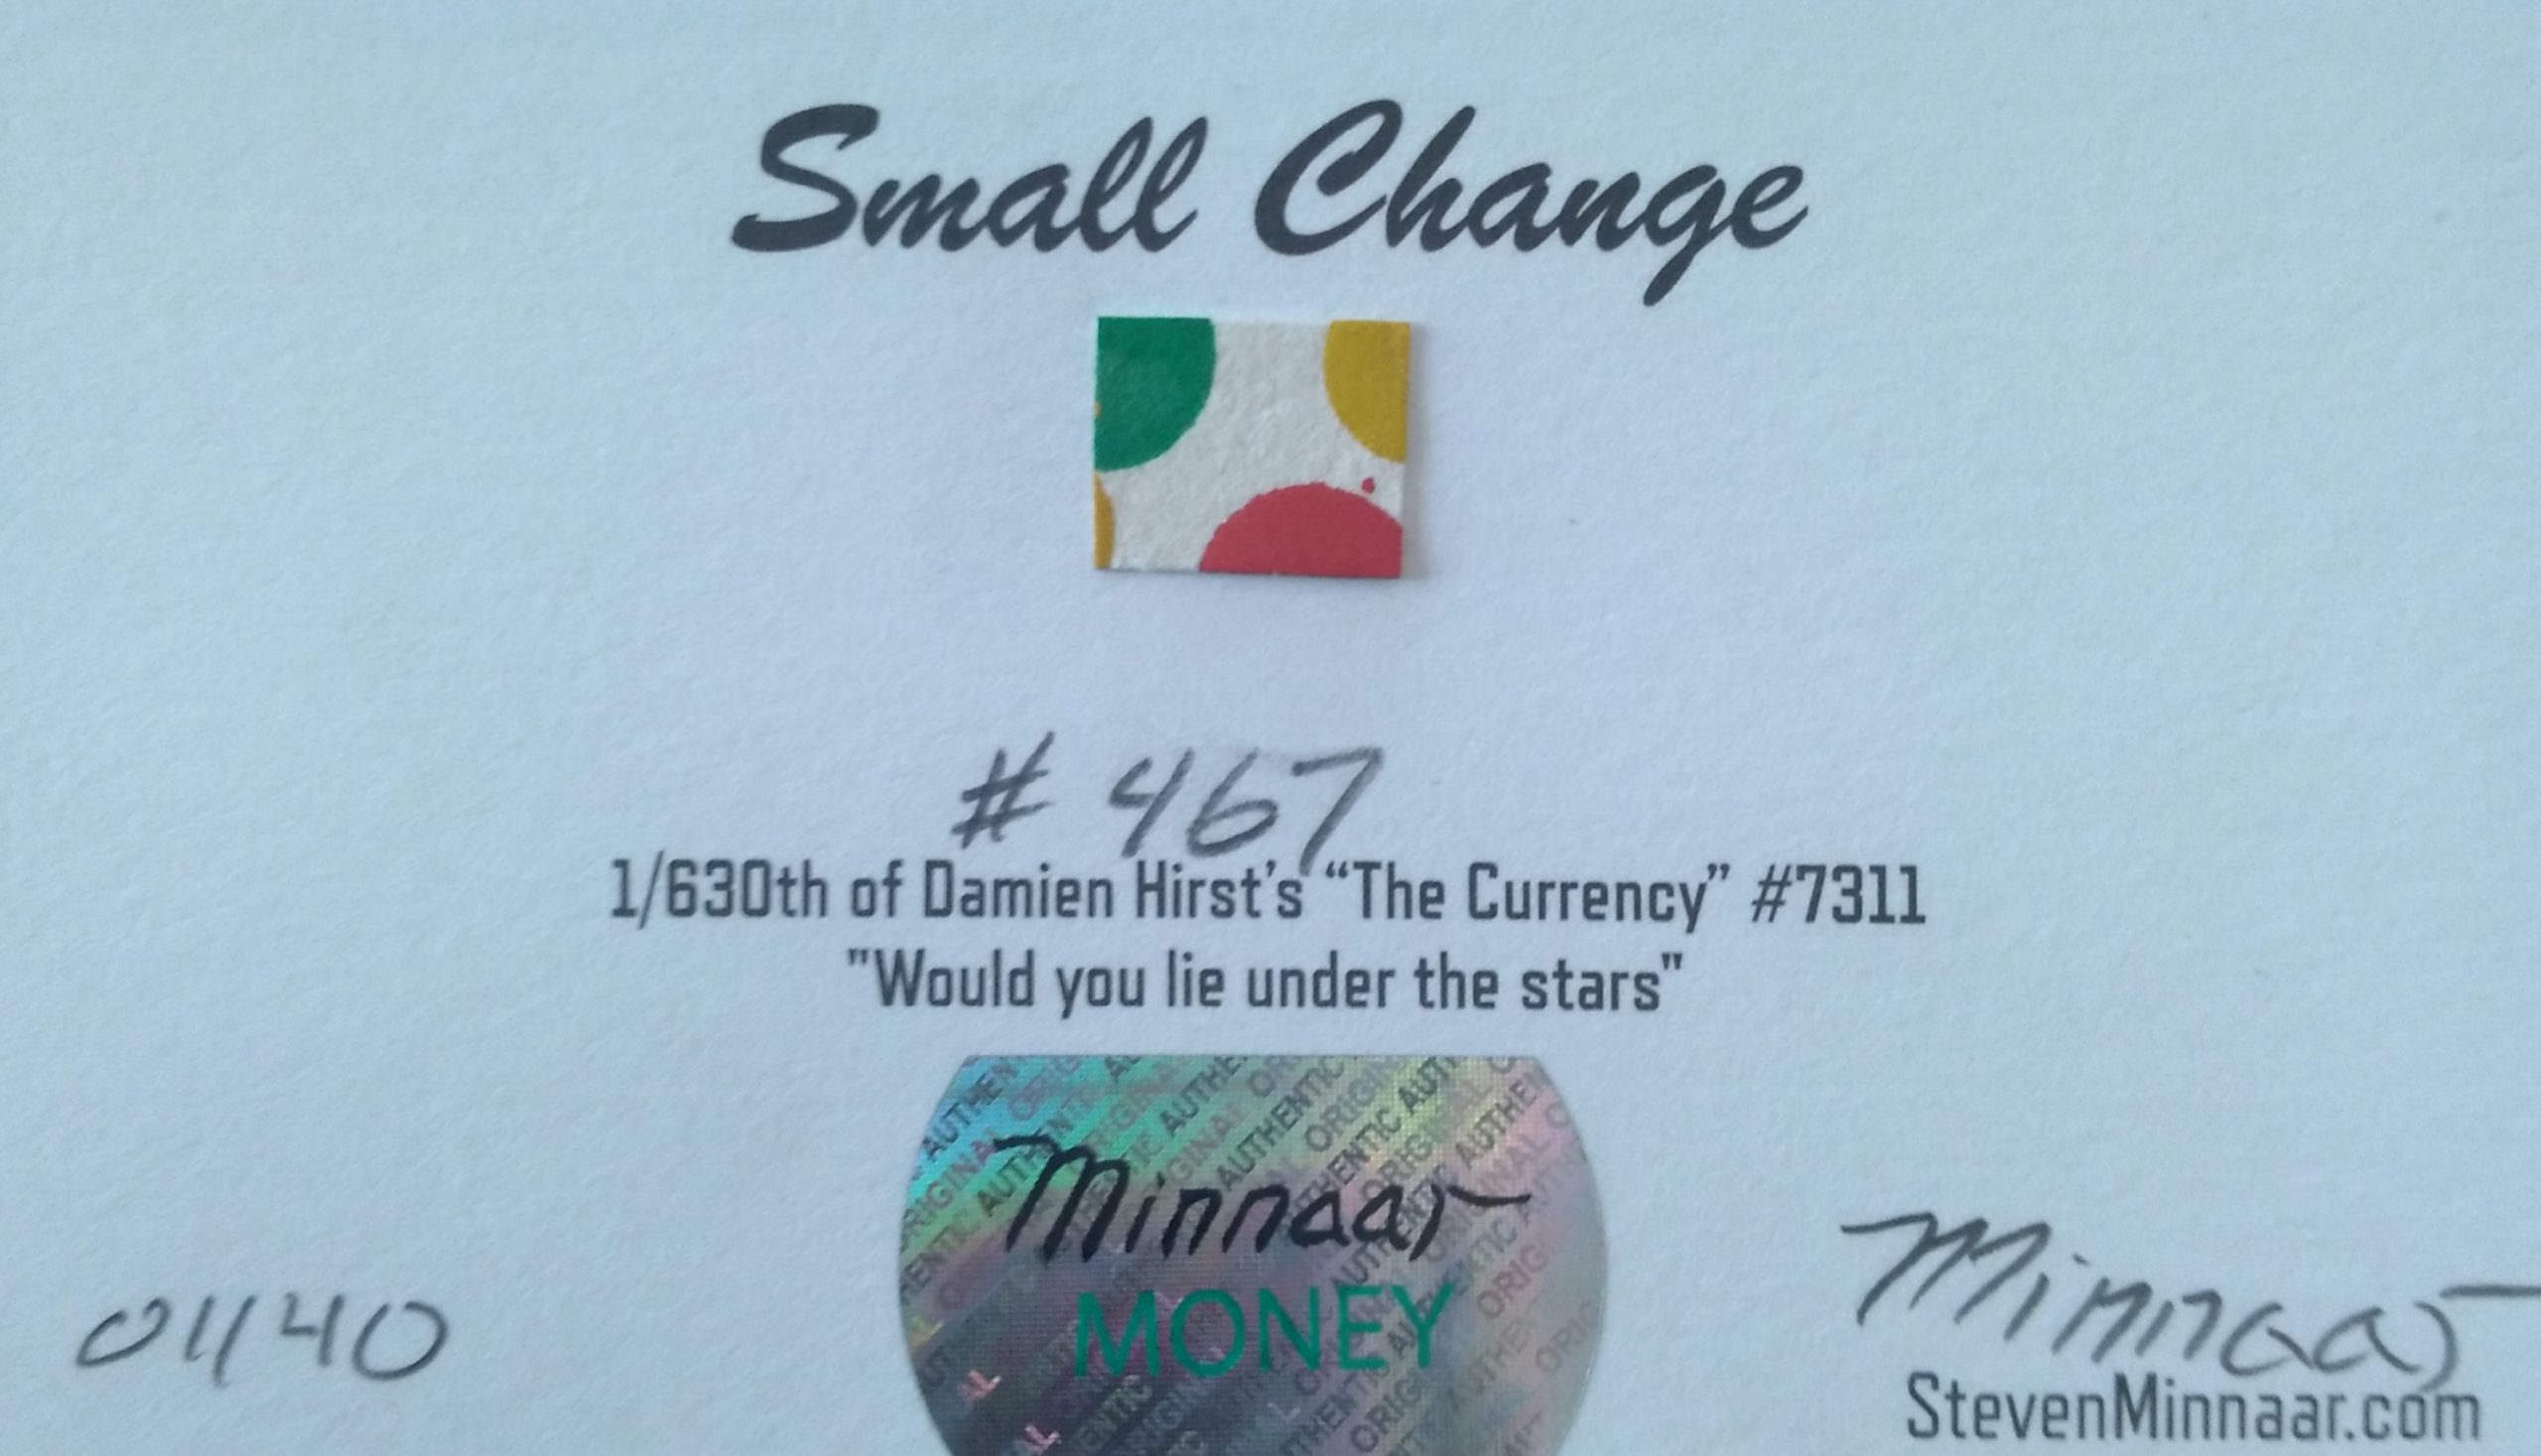 Small Change
# 467
1/630th of Damien Hirst's “The Currency” #7311
"Would you lie under the stars"
Minnaar
MONEY
01/40
Minnaar
StevenMinnaar.com